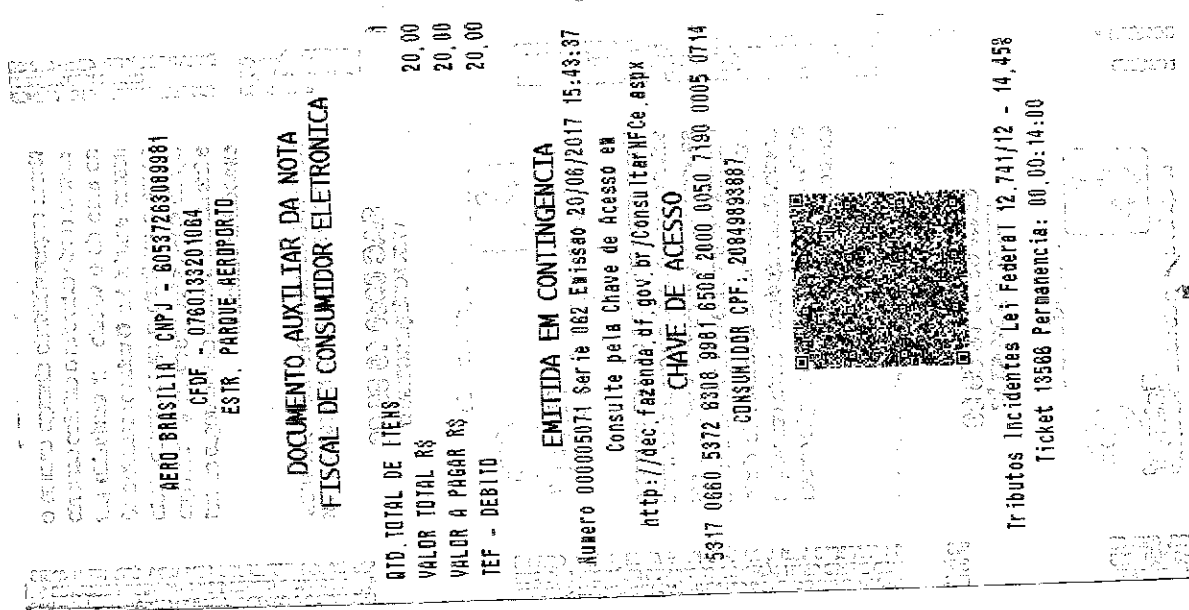 AERO BRASILIA CNPJ - 60537263089981
CFDF - 0760133201064
ESTR. PARQUE AEROPORTO
DOCUMENTO AUXILIAR DA NOTA
FISCAL DE CONSUMIDOR ELETRONICA
QTD.TOTAL DE ITENS 1
VALOR TOTAL R$ 20,00
VALOR A PAGAR R$ 20,00
TEF - DEBITO 20,00
EMITIDA EM CONTINGENCIA
Numero 000005071 Serie 062 Emissao 20/06/2017 15:43:37
Consulte pela Chave de Acesso em
http://dec.fazenda.df.gov.br/ConsultarNFCe.aspx
CHAVE DE ACESSO
5317 0660 5372 6308 9981 6506 2000 0050 7190 0005 0714
CONSUMIDOR CPF. 20849893887
Tributos Incidentes Lei Federal 12.741/12 - 14,45%
Ticket 13566 Permanencia: 00,00:14:00